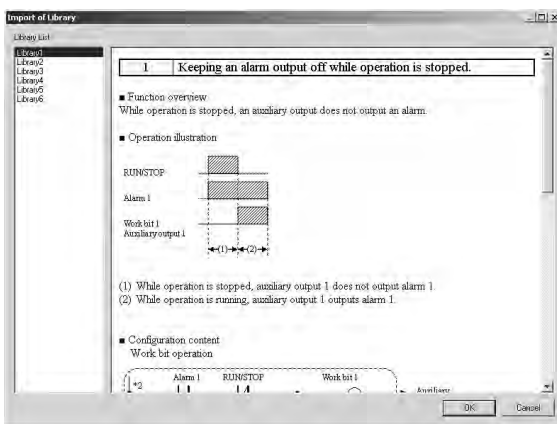 Import of Library
Library List
Library1
Library2
Library3
Library4
Library5
Library6
1 Keeping an alarm output off while operation is stopped.
■ Function overview
While operation is stopped, an auxiliary output does not output an alarm.
■ Operation illustration
RUN/STOP
Alarm 1
Work bit 1
Auxiliary output 1
(1) (2)
(1) While operation is stopped, auxiliary output 1 does not output alarm 1.
(2) While operation is running, auxiliary output 1 outputs alarm 1.
■ Configuration content
Work bit operation
*2 Alarm 1 RUN/STOP Work bit 1
Auxiliary
OK Cancel